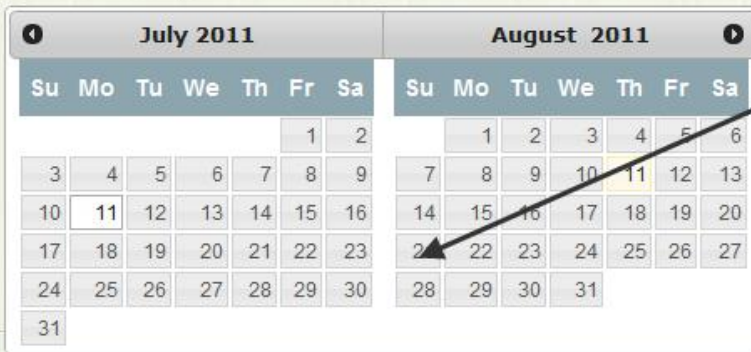 July 2011 August 2011
Su Mo Tu We Th Fr Sa Su Mo Tu We Th Fr Sa
1 2 1 2 3 4 5 6
3 4 5 6 7 8 9 7 8 9 10 11 12 13
10 11 12 13 14 15 16 14 15 16 17 18 19 20
17 18 19 20 21 22 23 21 22 23 24 25 26 27
24 25 26 27 28 29 30 28 29 30 31
31